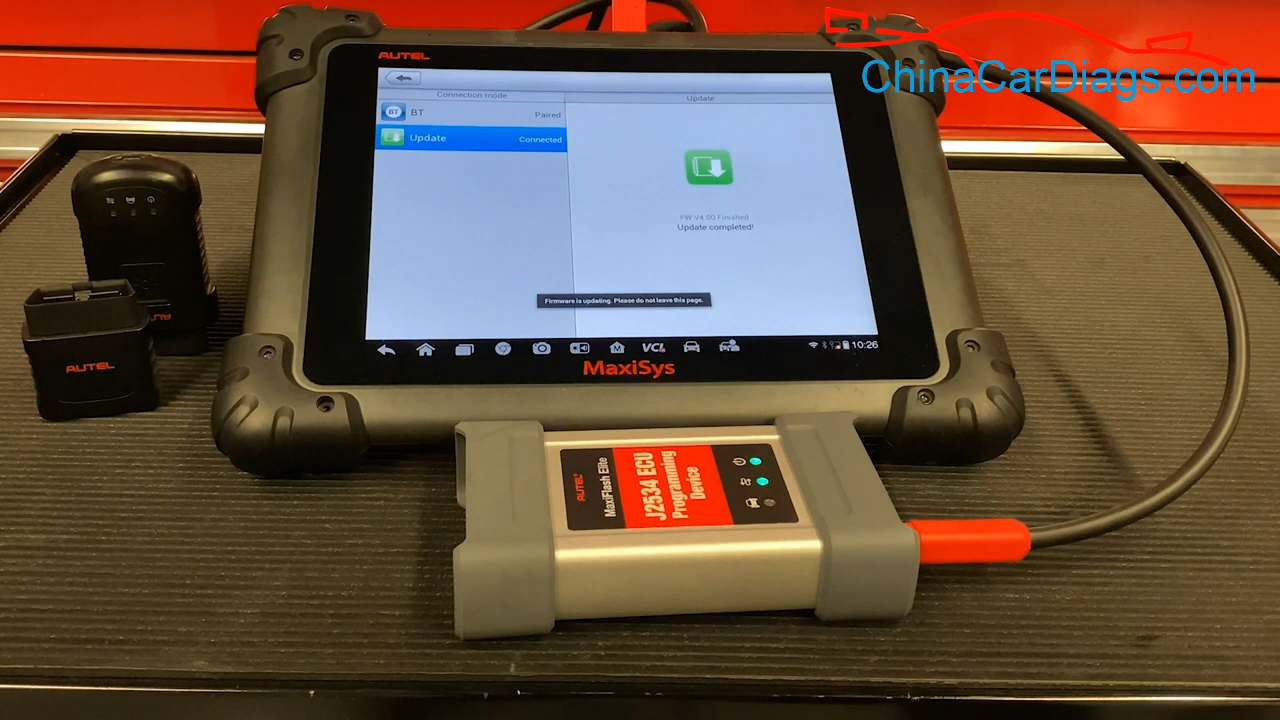 ChinaCarDiags.com
AUTEL
Connection mode
Update
BT
Paired
Update
Connected
FW V4.00 Finished
Update completed!
Firmware is updating. Please do not leave this page.
VCI
10:26
MaxiSys
AUTEL
AUTEL
MaxiFlash Elite
J2534 ECU
Programming
Device